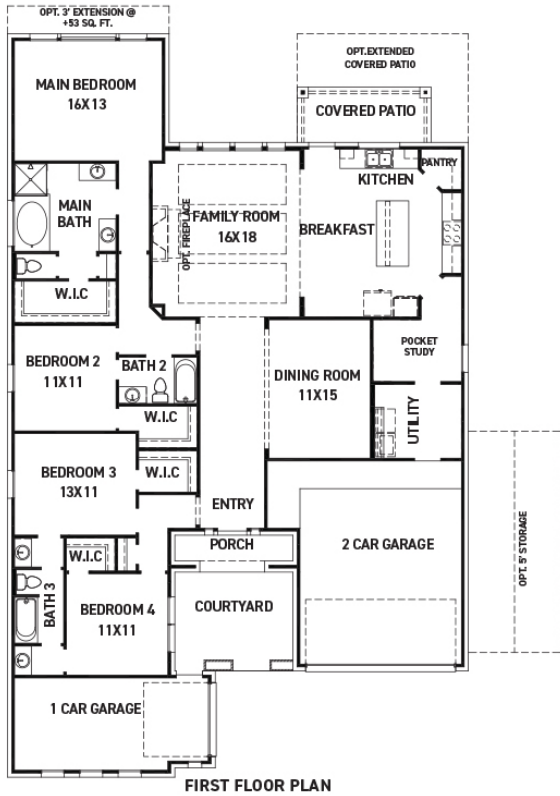 OPT. 3' EXTENSION @
+53 SQ. FT.
MAIN BEDROOM
16X13
OPT.EXTENDED
COVERED PATIO
COVERED PATIO
MAIN
BATH
W.I.C
OPT. FIREPLACE
FAMILY ROOM
16X18
BREAKFAST
KITCHEN
PANTRY
BEDROOM 2
11X11
BATH 2
W.I.C
DINING ROOM
11X15
POCKET
STUDY
UTILITY
BEDROOM 3
13X11
W.I.C
ENTRY
PORCH
2 CAR GARAGE
OPT. 5' STORAGE
W.I.C
BATH 3
BEDROOM 4
11X11
COURTYARD
1 CAR GARAGE
FIRST FLOOR PLAN